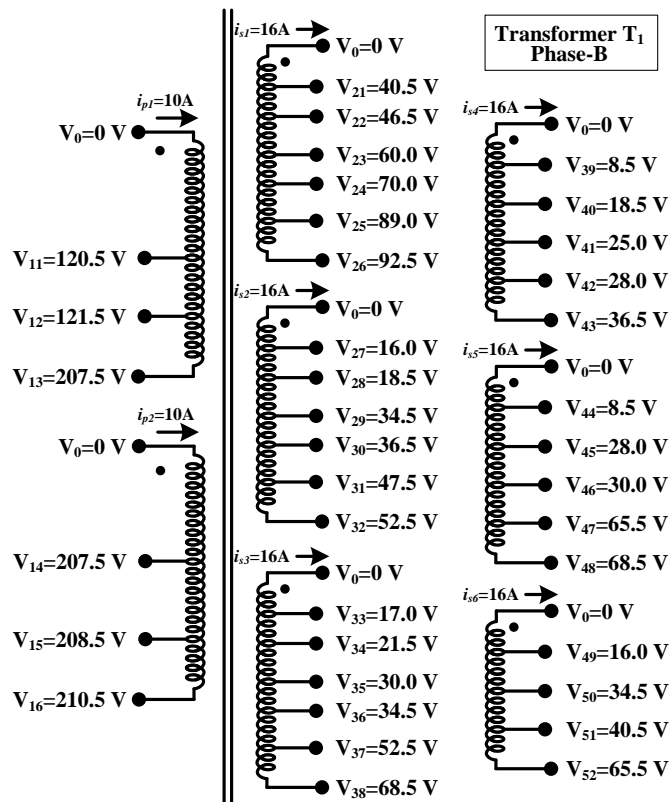 Transformer T₁
Phase-B
iₚ₁=10A
V₀=0 V
V₁₁=120.5 V
V₁₂=121.5 V
V₁₃=207.5 V
iₚ₂=10A
V₀=0 V
V₁₄=207.5 V
V₁₅=208.5 V
V₁₆=210.5 V
iₛ₁=16A
V₀=0 V
V₂₁=40.5 V
V₂₂=46.5 V
V₂₃=60.0 V
V₂₄=70.0 V
V₂₅=89.0 V
V₂₆=92.5 V
iₛ₂=16A
V₀=0 V
V₂₇=16.0 V
V₂₈=18.5 V
V₂₉=34.5 V
V₃₀=36.5 V
V₃₁=47.5 V
V₃₂=52.5 V
iₛ₃=16A
V₀=0 V
V₃₃=17.0 V
V₃₄=21.5 V
V₃₅=30.0 V
V₃₆=34.5 V
V₃₇=52.5 V
V₃₈=68.5 V
iₛ₄=16A
V₀=0 V
V₃₉=8.5 V
V₄₀=18.5 V
V₄₁=25.0 V
V₄₂=28.0 V
V₄₃=36.5 V
iₛ₅=16A
V₀=0 V
V₄₄=8.5 V
V₄₅=28.0 V
V₄₆=30.0 V
V₄₇=65.5 V
V₄₈=68.5 V
iₛ₆=16A
V₀=0 V
V₄₉=16.0 V
V₅₀=34.5 V
V₅₁=40.5 V
V₅₂=65.5 V